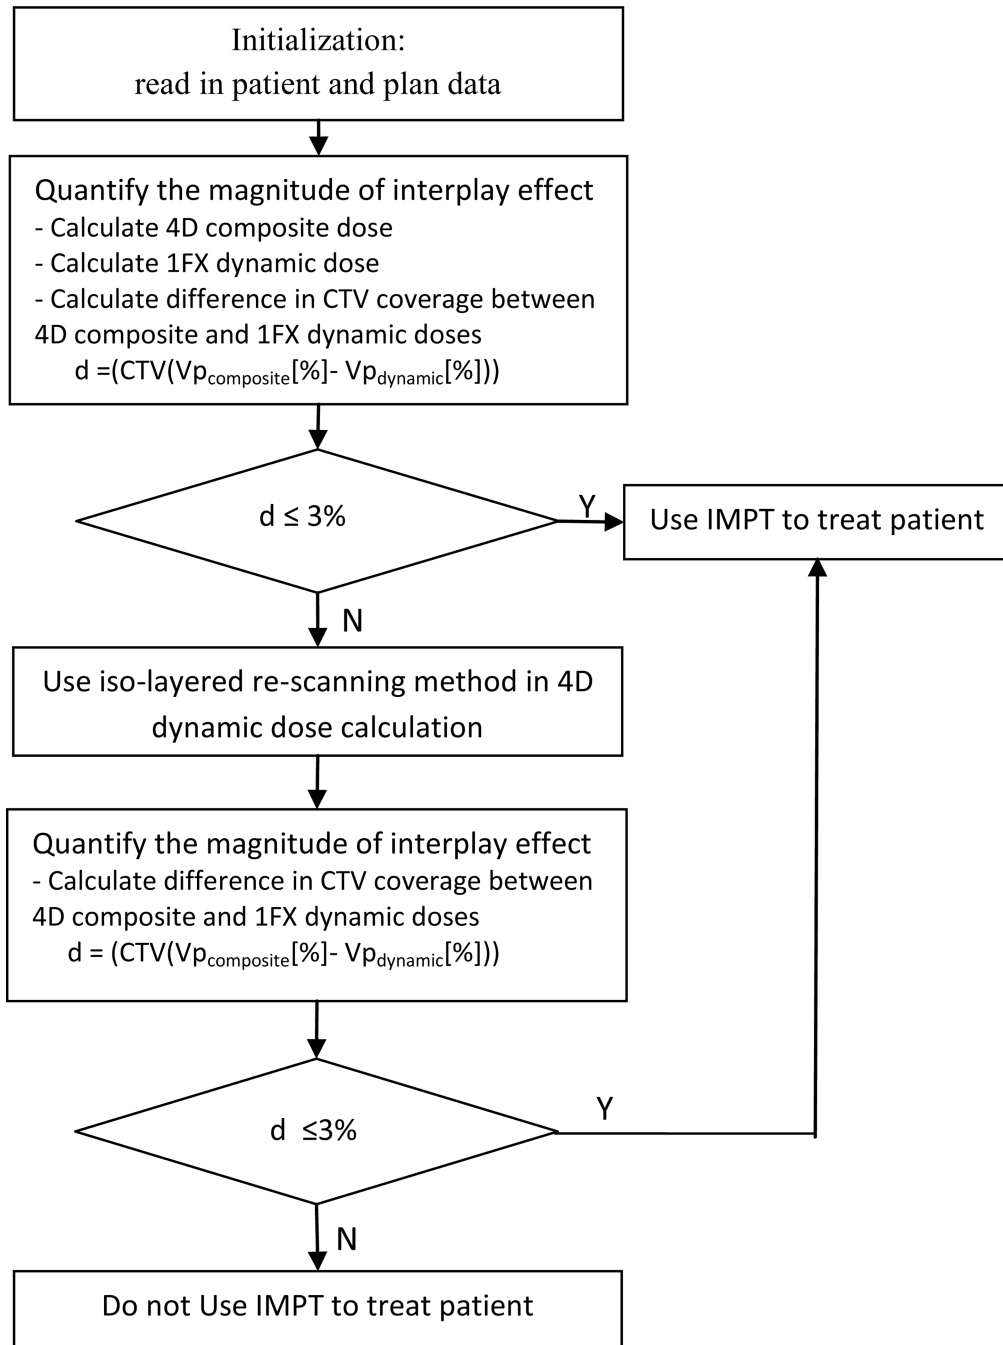 Initialization:
read in patient and plan data
Quantify the magnitude of interplay effect
- Calculate 4D composite dose
- Calculate 1FX dynamic dose
- Calculate difference in CTV coverage between
4D composite and 1FX dynamic doses
d =(CTV(Vpcomposite[%]- Vpdynamic[%]))
d ≤ 3%
Y
Use IMPT to treat patient
N
Use iso-layered re-scanning method in 4D
dynamic dose calculation
Quantify the magnitude of interplay effect
- Calculate difference in CTV coverage between
4D composite and 1FX dynamic doses
d = (CTV(Vpcomposite[%]- Vpdynamic[%]))
d ≤3%
Y
N
Do not Use IMPT to treat patient